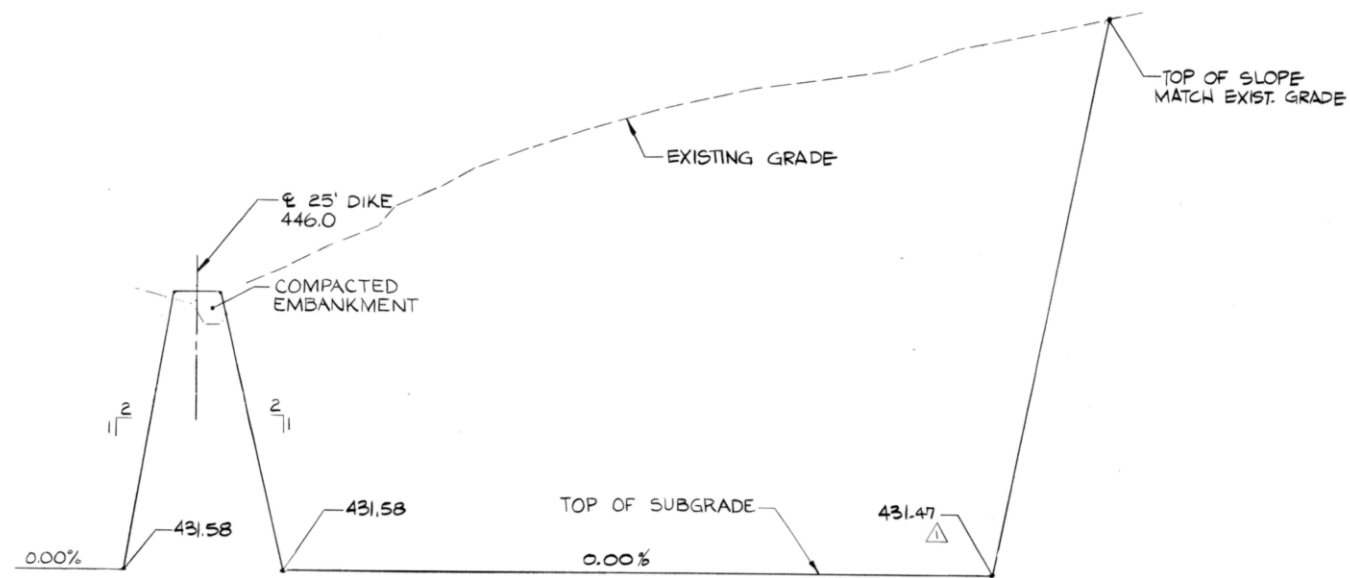 TOP OF SLOPE
MATCH EXIST. GRADE
EXISTING GRADE
℄ 25' DIKE
446.0
COMPACTED
EMBANKMENT
2
1
2
1
431.58
431.58
TOP OF SUBGRADE
431.47
1
0.00%
0.00%